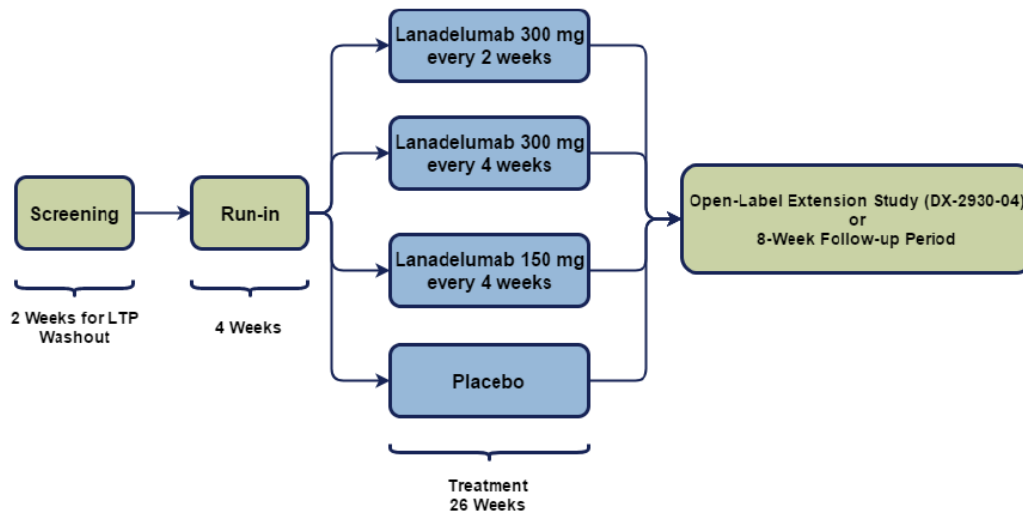 Screening
2 Weeks for LTP
Washout
Run-in
4 Weeks
Lanadelumab 300 mg
every 2 weeks
Lanadelumab 300 mg
every 4 weeks
Lanadelumab 150 mg
every 4 weeks
Placebo
Treatment
26 Weeks
Open-Label Extension Study (DX-2930-04)
or
8-Week Follow-up Period